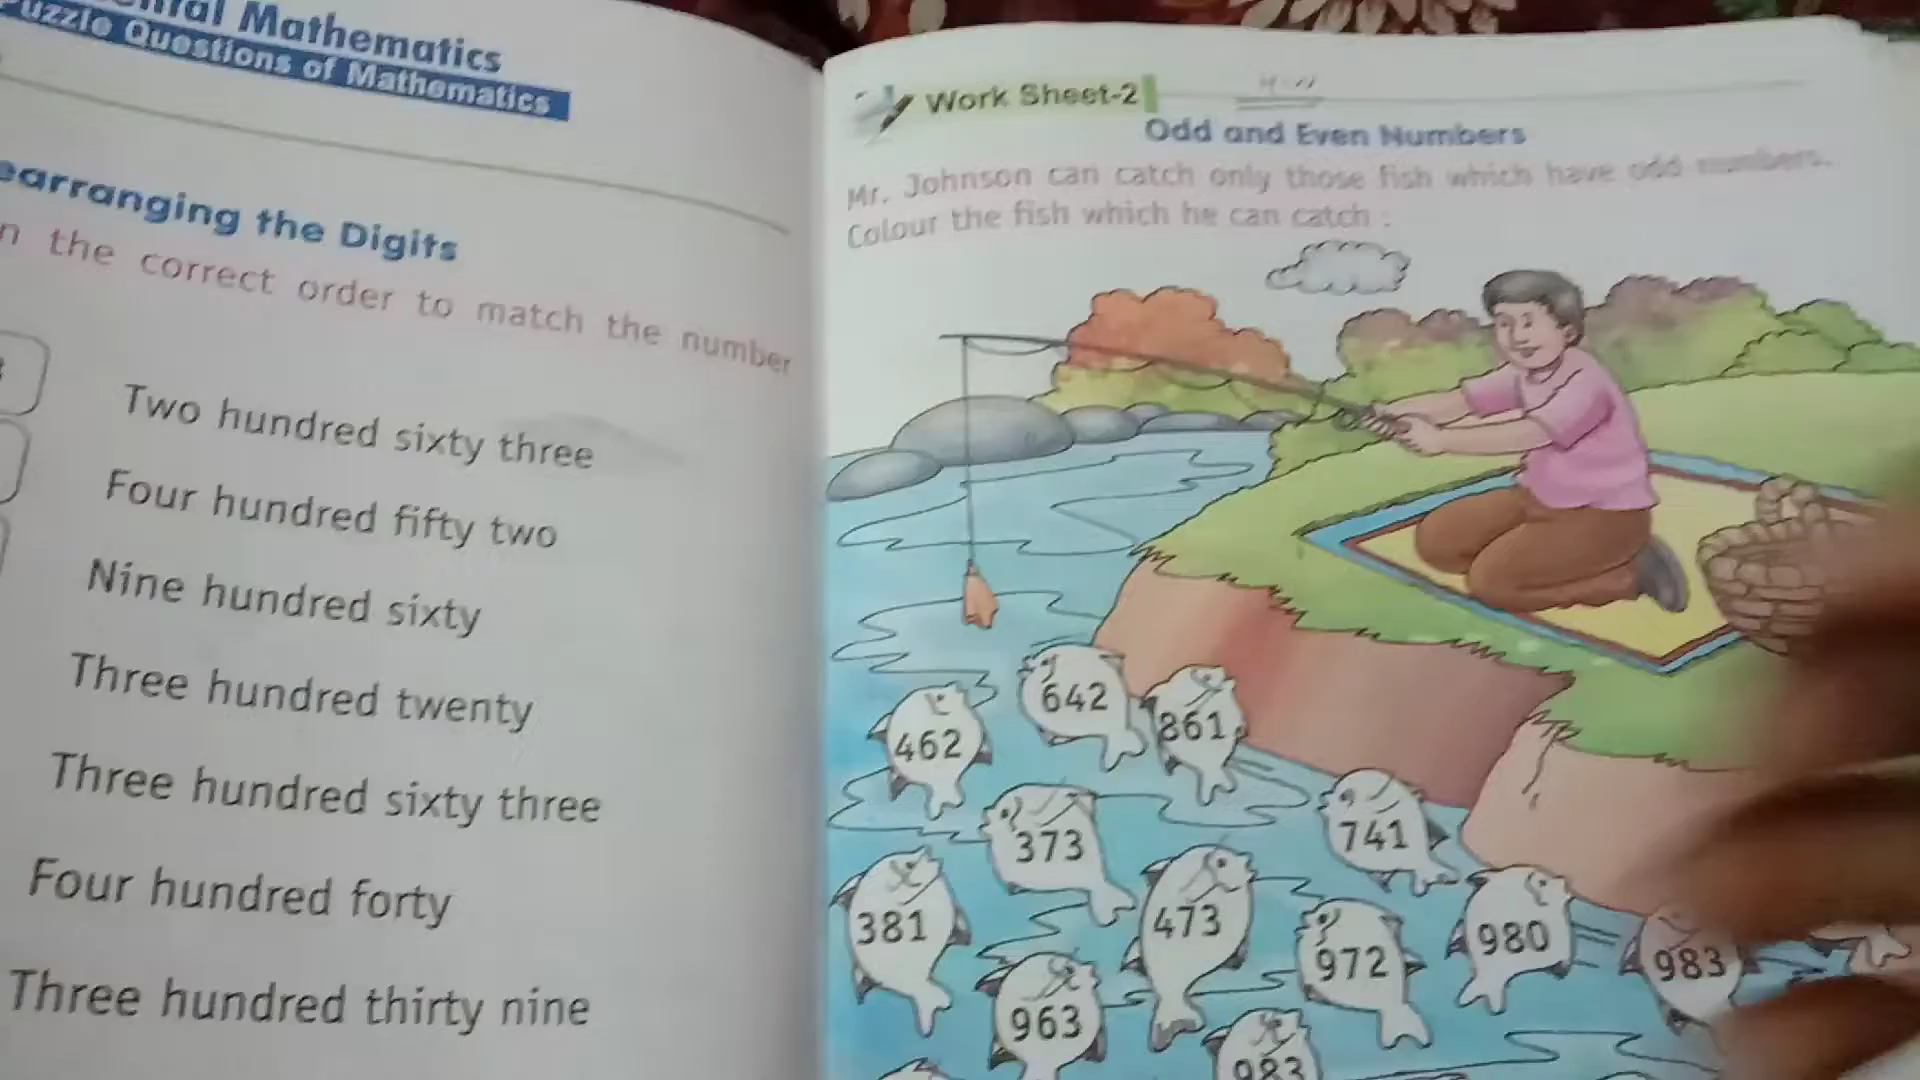 Mathematics
Puzzle Questions of Mathematics
earranging the Digits
n the correct order to match the number
Two hundred sixty three
Four hundred fifty two
Nine hundred sixty
Three hundred twenty
Three hundred sixty three
Four hundred forty
Three hundred thirty nine
Work Sheet-2
Odd and Even Numbers
Mr. Johnson can catch only those fish which have odd numbers.
Colour the fish which he can catch :
642
861
462
741
373
473
381
980
972
983
963
983